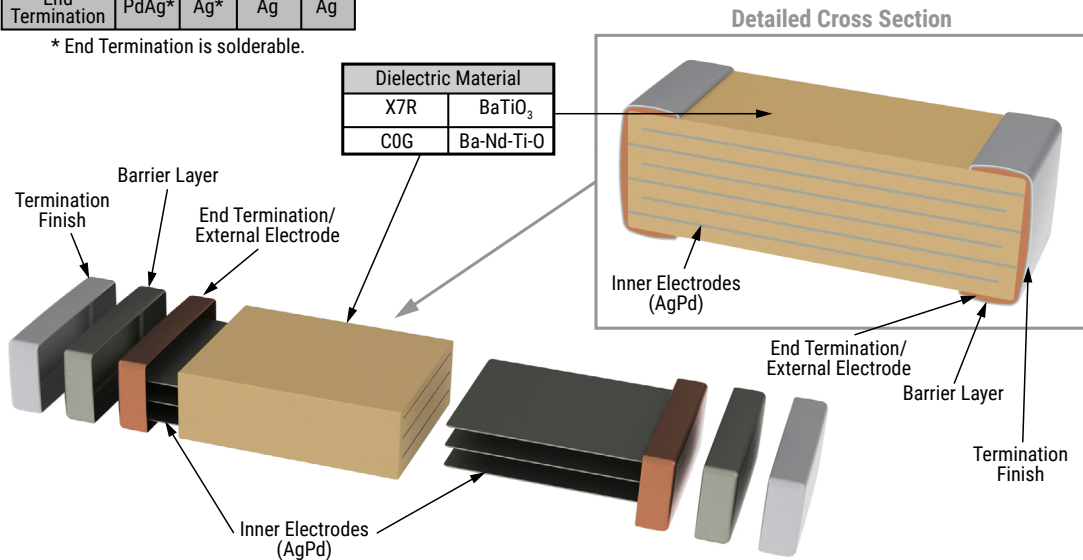 End
Termination PdAg* Ag* Ag Ag
* End Termination is solderable.
Detailed Cross Section
Dielectric Material
X7R BaTiO₃
C0G Ba-Nd-Ti-O
Barrier Layer
Termination
Finish
End Termination/
External Electrode
Inner Electrodes
(AgPd)
End Termination/
External Electrode
Barrier Layer
Termination
Finish
Inner Electrodes
(AgPd)